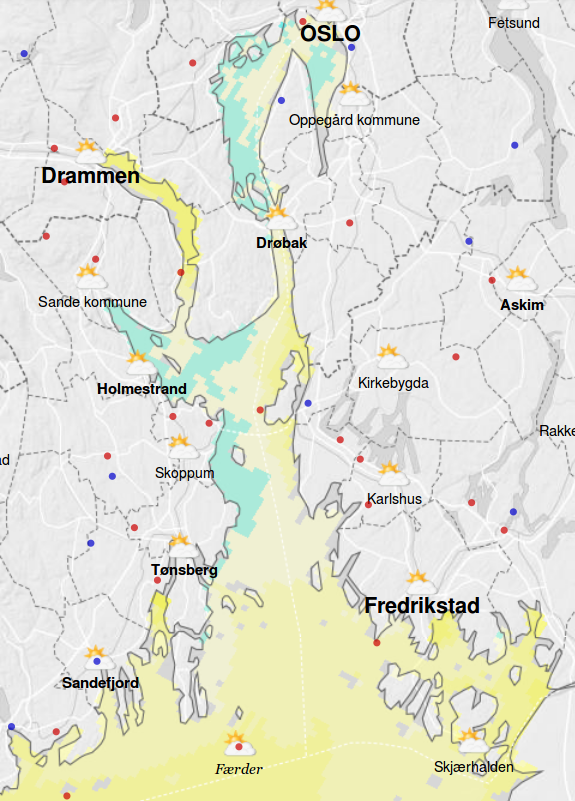 Fetsund
OSLO
Oppegård kommune
Drammen
Drøbak
Sande kommune
Askim
Kirkebygda
Holmestrand
Rakke
ad
Skoppum
Karlshus
Tønsberg
Fredrikstad
Sandefjord
Færder
Skjærhalden